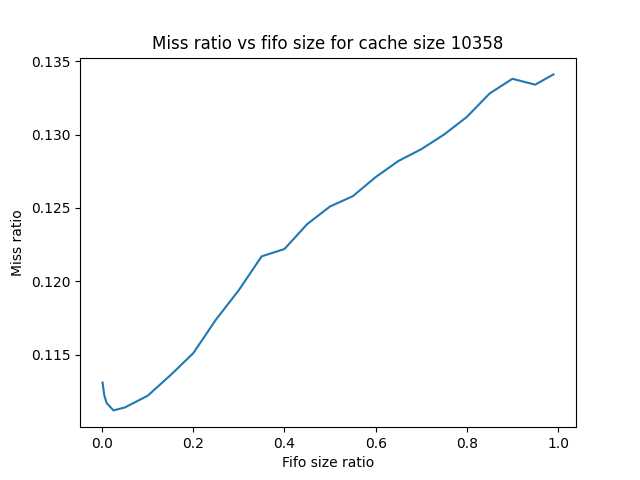 Miss ratio vs fifo size for cache size 10358
0.135
0.130
0.125
0.120
0.115
Miss ratio
0.0 0.2 0.4 0.6 0.8 1.0
Fifo size ratio